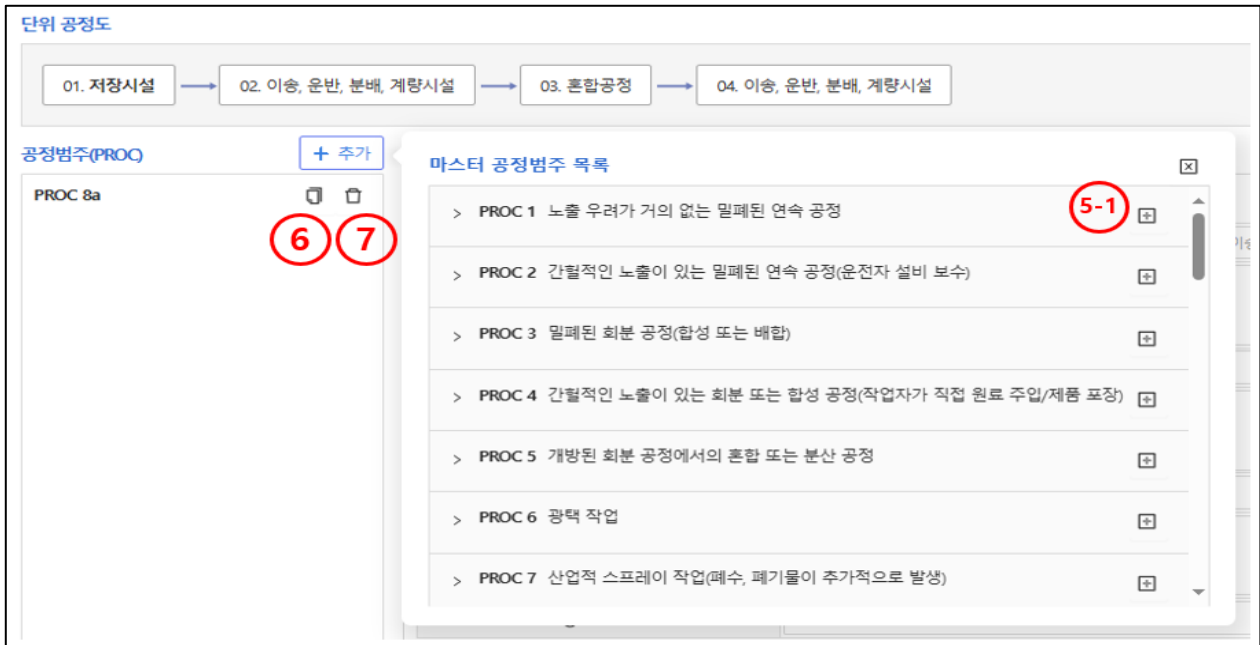 단위 공정도
01. 저장시설
02. 이송, 운반, 분배, 계량시설
03. 혼합공정
04. 이송, 운반, 분배, 계량시설
공정범주(PROC)
+ 추가
PROC 8a
6
7
마스터 공정범주 목록
> PROC 1 노출 우려가 거의 없는 밀폐된 연속 공정
5-1
> PROC 2 간헐적인 노출이 있는 밀폐된 연속 공정(운전자 설비 보수)
> PROC 3 밀폐된 회분 공정(합성 또는 배합)
> PROC 4 간헐적인 노출이 있는 회분 또는 합성 공정(작업자가 직접 원료 주입/제품 포장)
> PROC 5 개방된 회분 공정에서의 혼합 또는 분산 공정
> PROC 6 광택 작업
> PROC 7 산업적 스프레이 작업(폐수, 폐기물이 추가적으로 발생)